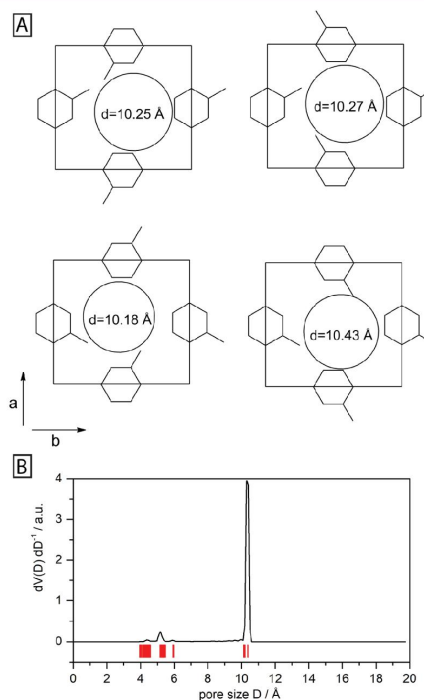 A
d=10.25 Å
d=10.27 Å
d=10.18 Å
d=10.43 Å
a
b
B
dV(D) dD⁻¹ / a.u.
4
3
2
1
0
0 2 4 6 8 10 12 14 16 18 20
pore size D / Å